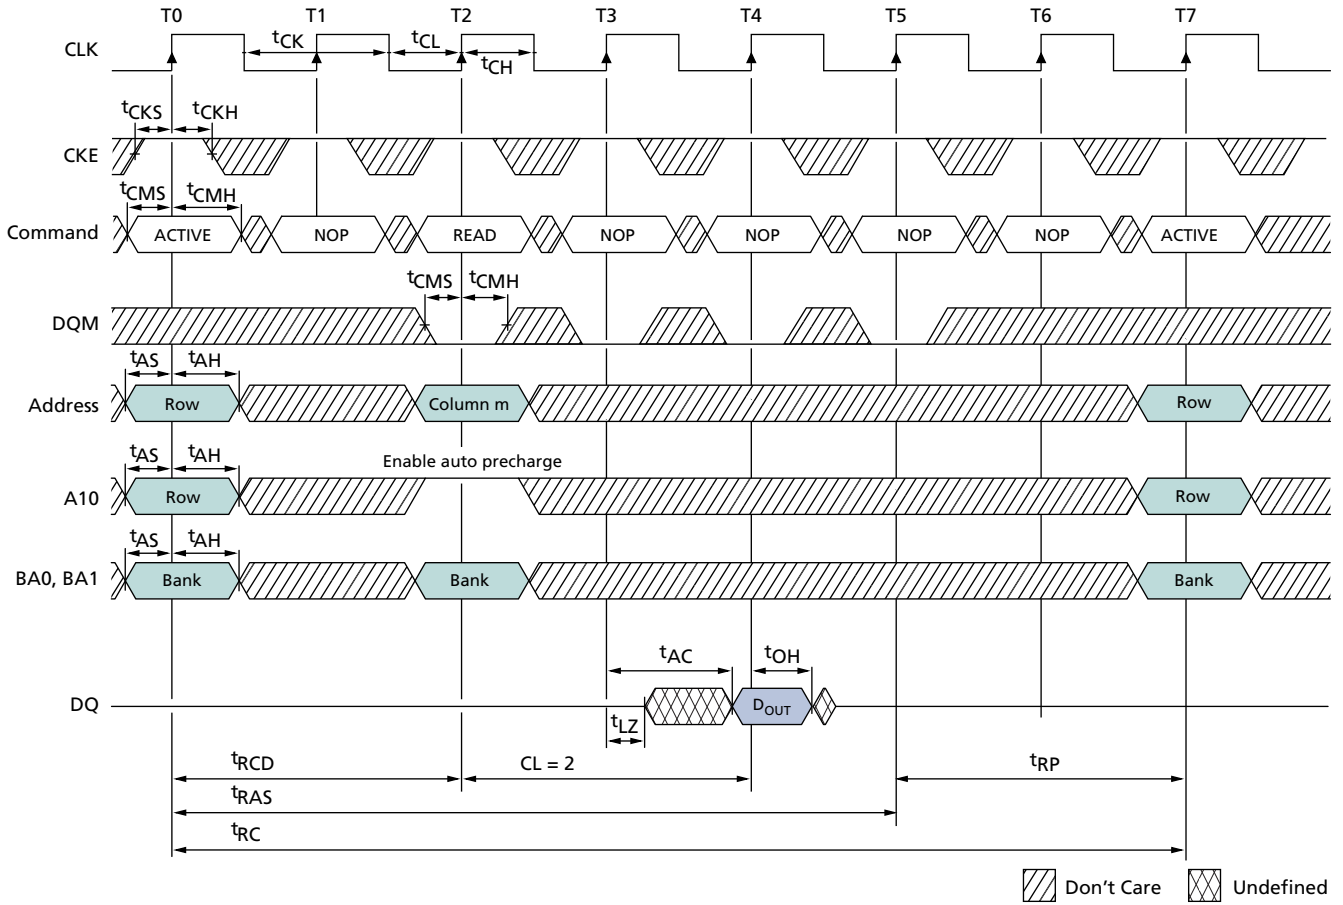 T0 T1 T2 T3 T4 T5 T6 T7
CLK
tCK tCL
tCH
tCKS tCKH
CKE
tCMS tCMH
Command ACTIVE NOP READ NOP NOP NOP NOP ACTIVE
tCMS tCMH
DQM
tAS tAH
Address Row Column m Row
tAS tAH
Enable auto precharge
A10 Row Row
tAS tAH
BA0, BA1 Bank Bank Bank
tAC tOH
DQ DOUT
tLZ
tRCD CL = 2 tRP
tRAS
tRC
Don't Care Undefined